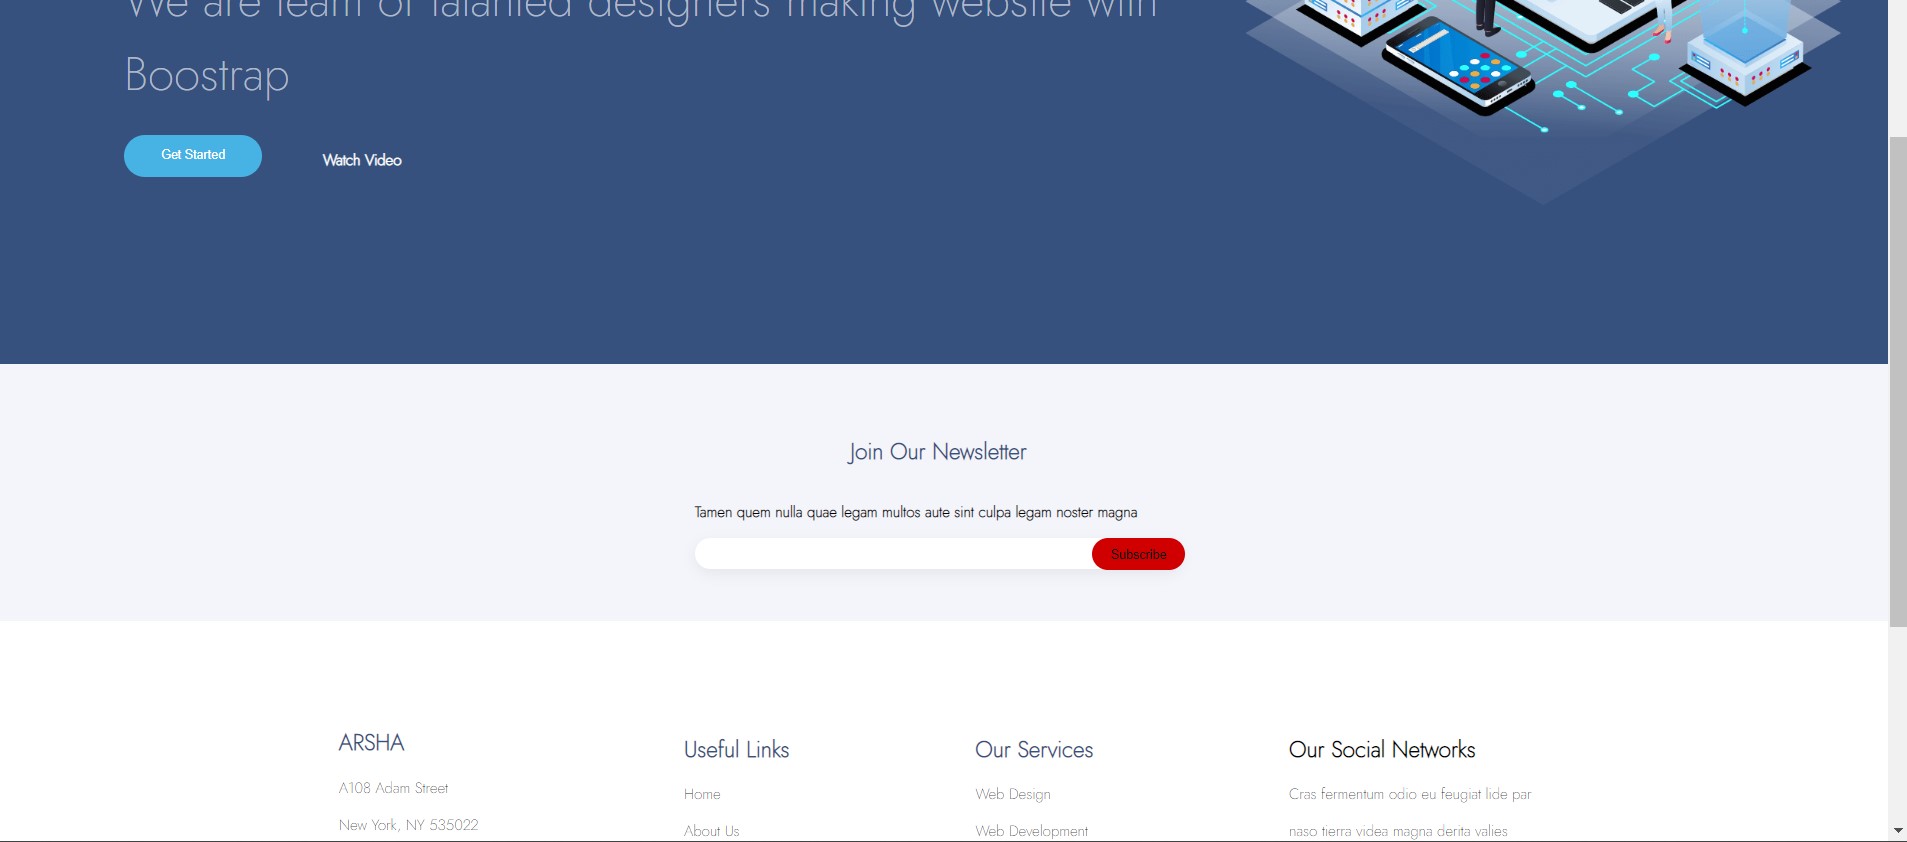 We are team of talanted designers making website with
Boostrap
Get Started
Watch Video
Join Our Newsletter
Tamen quem nulla quae legam multos aute sint culpa legam noster magna
Subscribe
ARSHA
A108 Adam Street
New York, NY 535022
Useful Links
Home
About Us
Our Services
Web Design
Web Development
Our Social Networks
Cras fermentum odio eu feugiat lide par
naso tierra videa magna derita valies